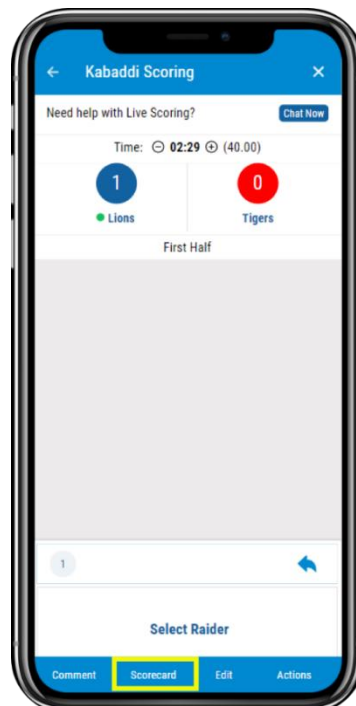 Kabaddi Scoring
Need help with Live Scoring? Chat Now
Time: 02:29 (40.00)
1 0
Lions Tigers
First Half
1
Select Raider
Comment Scorecard Edit Actions